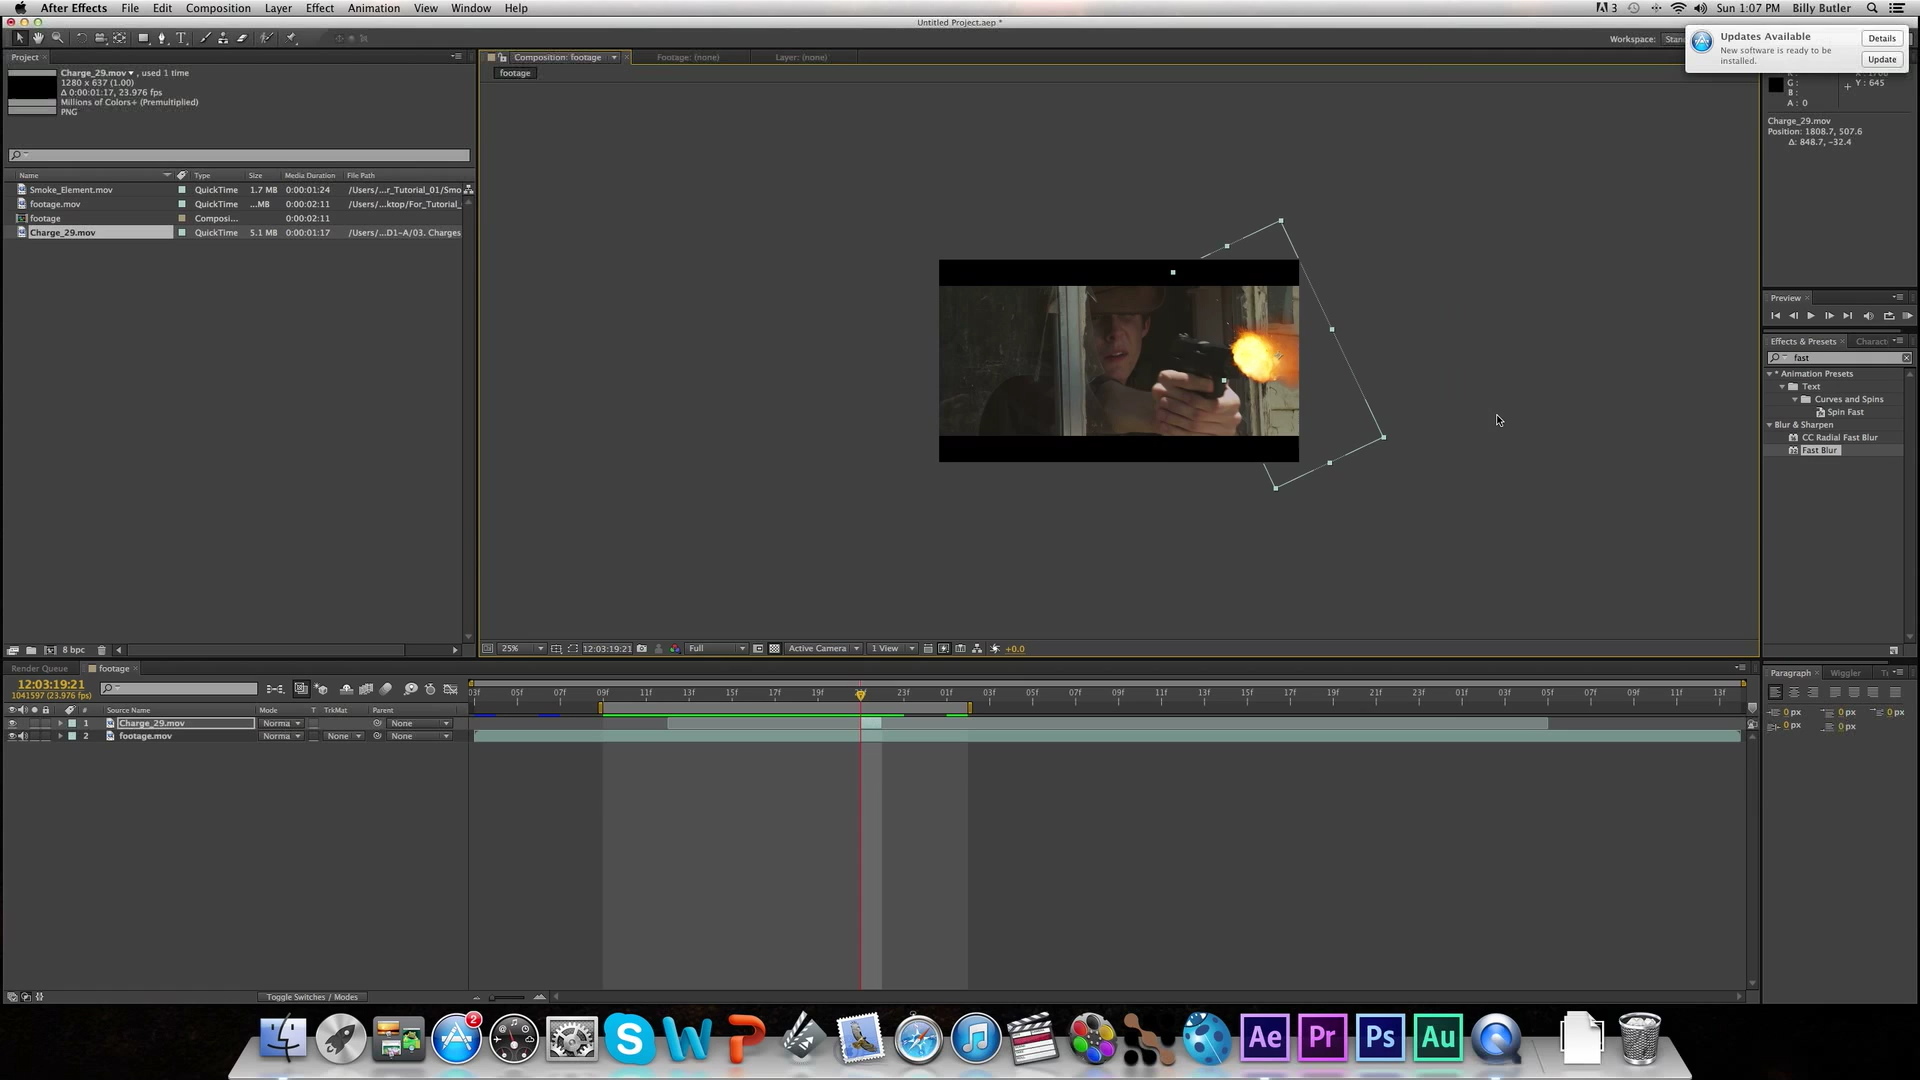 After Effects File Edit Composition Layer Effect Animation View Window Help
3 Sun 1:07 PM Billy Butler
Untitled Project.aep *
Workspace: Stan
Updates Available
New software is ready to be
installed.
Details
Update
Project
Composition: footage
Footage: (none)
Layer: (none)
footage
Charge_29.mov , used 1 time
1280 x 637 (1.00)
Δ 0:00:01:17, 23.976 fps
Millions of Colors+ (Premultiplied)
PNG
G :
B :
A : 0
Y : 645
Charge_29.mov
Position: 1808.7, 507.6
Δ: 848.7, -32.4
Name Type Size Media Duration File Path
Smoke_Element.mov QuickTime 1.7 MB 0:00:01:24 /Users/...r_Tutorial_01/Smo
footage.mov QuickTime ...MB 0:00:02:11 /Users/...ktop/For_Tutorial_
footage Composi... 0:00:02:11
Charge_29.mov QuickTime 5.1 MB 0:00:01:17 /Users/...D1-A/03. Charges
Preview
Effects & Presets
Charact
fast
* Animation Presets
Text
Curves and Spins
Spin Fast
Blur & Sharpen
CC Radial Fast Blur
Fast Blur
8 bpc
25% 12:03:19:21 Full Active Camera 1 View +0.0
Render Queue footage
12:03:19:21
1041597 (23.976 fps)
03f 05f 07f 09f 11f 13f 15f 17f 19f 23f 01f 03f 05f 07f 09f 11f 13f 15f 17f 19f 21f 23f 01f 03f 05f 07f 09f 11f 13f
# Source Name Mode T TrkMat Parent
1 Charge_29.mov Norma None
2 footage.mov Norma None None
Paragraph Wiggler
0 px 0 px 0 px
0 px 0 px
Toggle Switches / Modes
2
Ae Pr Ps Au